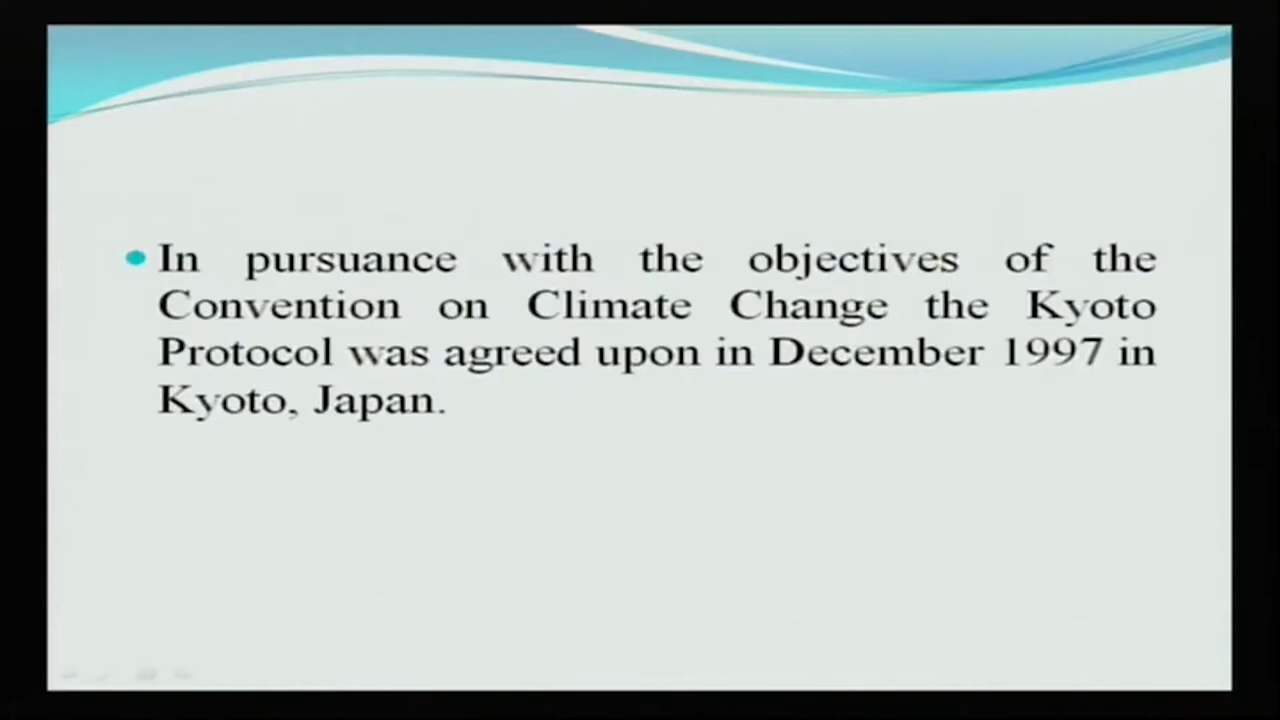 In pursuance with the objectives of the
Convention on Climate Change the Kyoto
Protocol was agreed upon in December 1997 in
Kyoto, Japan.